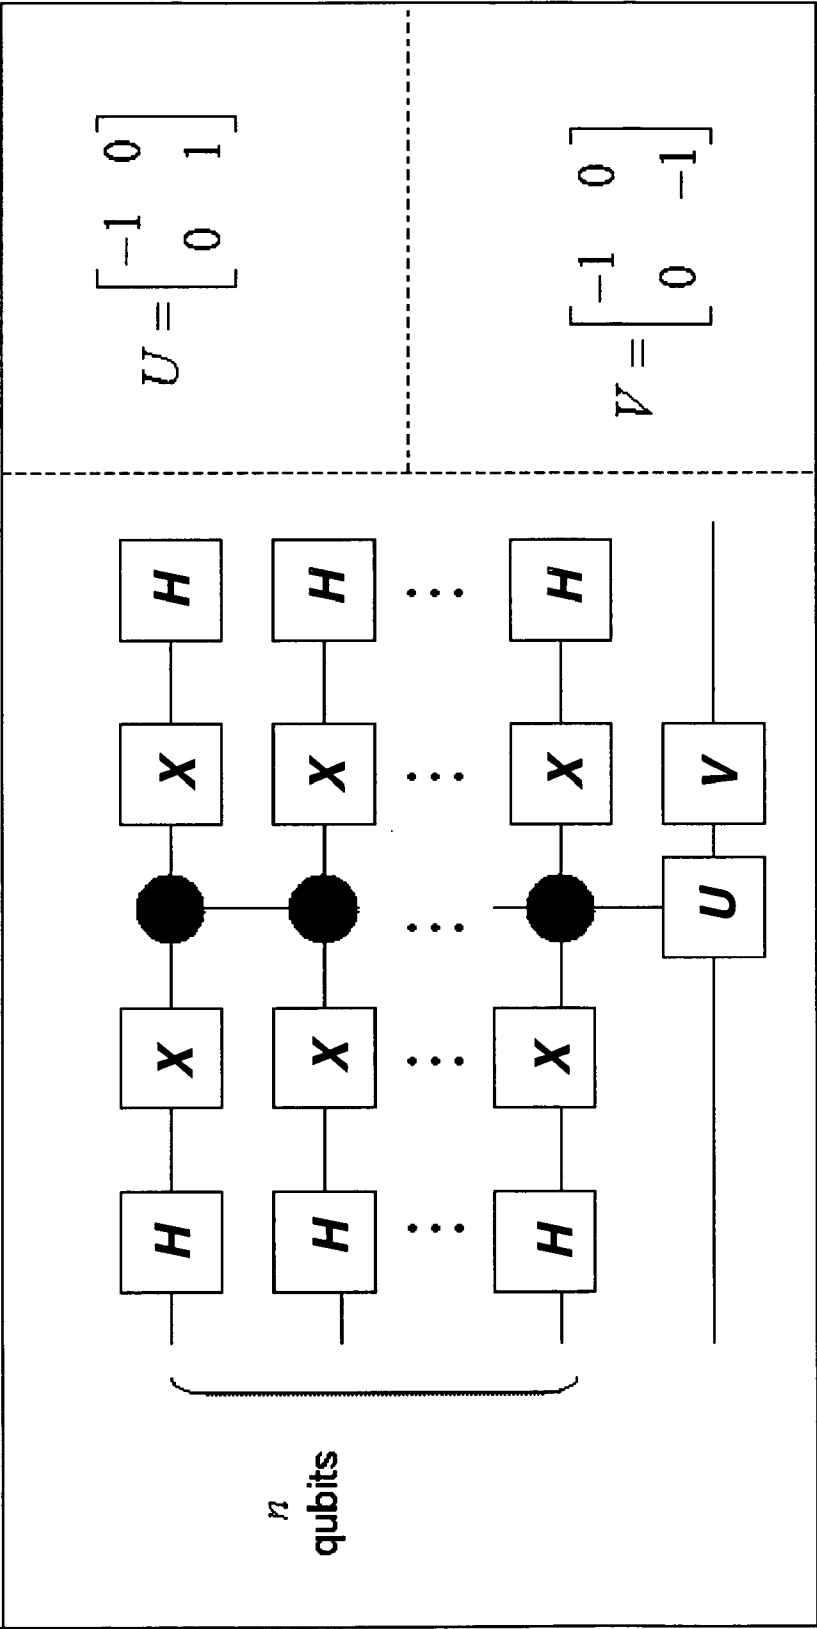 H X X H
n
qubits
H X X H
... ... ... ... ...
H X X H
U V
U = [ -1 0
0 1 ]
V = [ -1 0
0 -1 ]